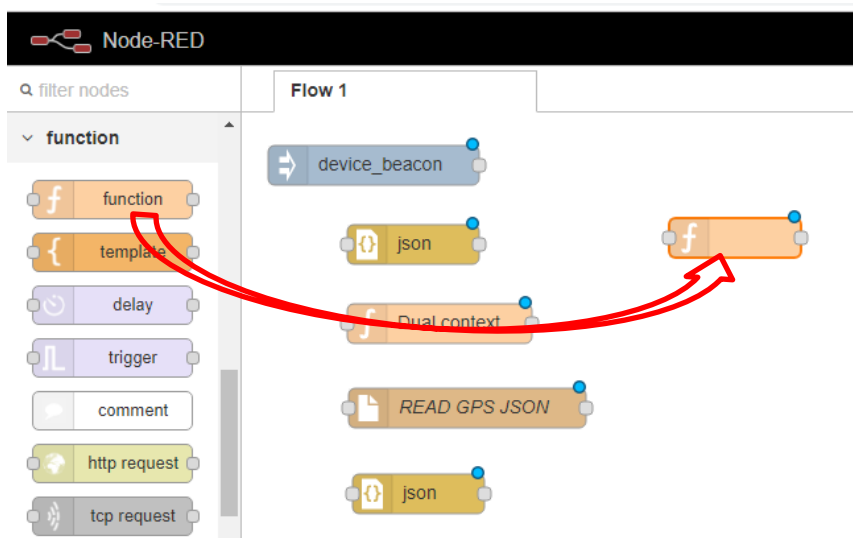 Node-RED
filter nodes
Flow 1
function
function
template
delay
trigger
comment
http request
tcp request
device_beacon
json
Dual context
READ GPS JSON
json